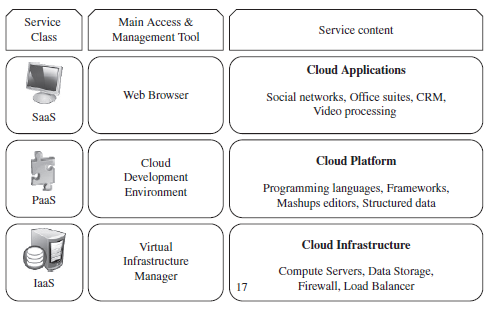 Service
Class
Main Access &
Management Tool
Service content
SaaS
Web Browser
Cloud Applications
Social networks, Office suites, CRM,
Video processing
PaaS
Cloud
Development
Environment
Cloud Platform
Programming languages, Frameworks,
Mashups editors, Structured data
IaaS
Virtual
Infrastructure
Manager
17
Cloud Infrastructure
Compute Servers, Data Storage,
Firewall, Load Balancer